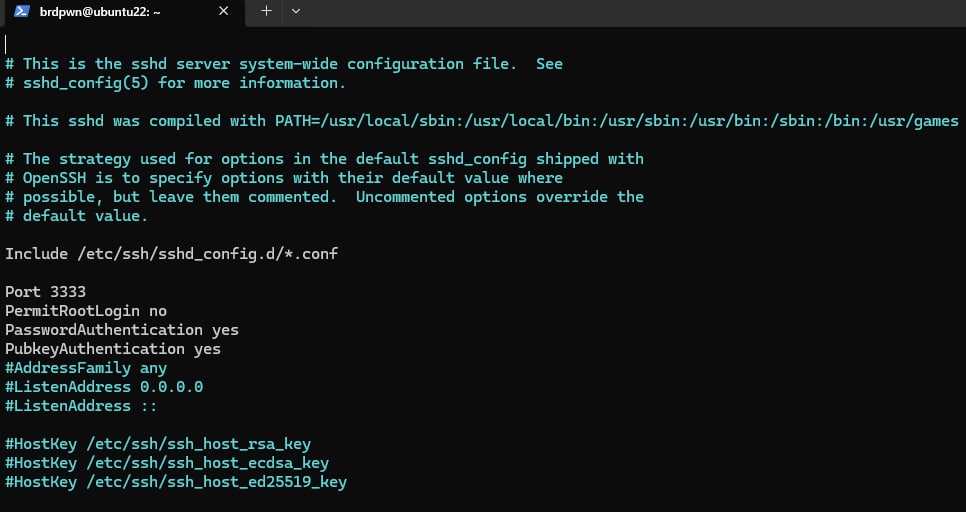 brdpwn@ubuntu22: ~
# This is the sshd server system-wide configuration file.  See
# sshd_config(5) for more information.
# This sshd was compiled with PATH=/usr/local/sbin:/usr/local/bin:/usr/sbin:/usr/bin:/sbin:/bin:/usr/games
# The strategy used for options in the default sshd_config shipped with
# OpenSSH is to specify options with their default value where
# possible, but leave them commented.  Uncommented options override the
# default value.
Include /etc/ssh/sshd_config.d/*.conf
Port 3333
PermitRootLogin no
PasswordAuthentication yes
PubkeyAuthentication yes
#AddressFamily any
#ListenAddress 0.0.0.0
#ListenAddress ::
#HostKey /etc/ssh/ssh_host_rsa_key
#HostKey /etc/ssh/ssh_host_ecdsa_key
#HostKey /etc/ssh/ssh_host_ed25519_key